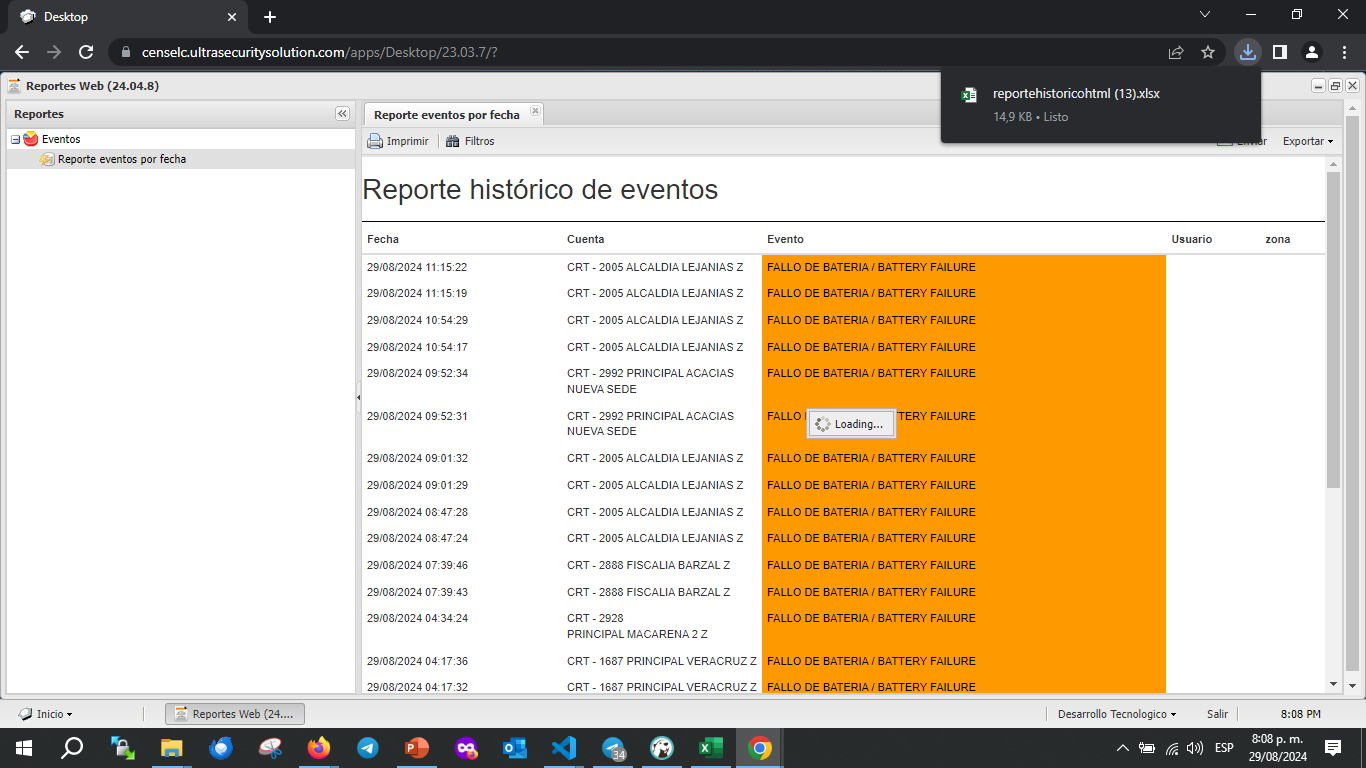 Desktop
censelc.ultrasecuritysolution.com/apps/Desktop/23.03.7/?
Reportes Web (24.04.8)
reportehistoricohtml (13).xlsx
14,9 KB • Listo
Reportes
Eventos
Reporte eventos por fecha
Reporte eventos por fecha
Imprimir
Filtros
Enviar
Exportar
Reporte histórico de eventos
Fecha Cuenta Evento Usuario zona
29/08/2024 11:15:22 CRT - 2005 ALCALDIA LEJANIAS Z FALLO DE BATERIA / BATTERY FAILURE
29/08/2024 11:15:19 CRT - 2005 ALCALDIA LEJANIAS Z FALLO DE BATERIA / BATTERY FAILURE
29/08/2024 10:54:29 CRT - 2005 ALCALDIA LEJANIAS Z FALLO DE BATERIA / BATTERY FAILURE
29/08/2024 10:54:17 CRT - 2005 ALCALDIA LEJANIAS Z FALLO DE BATERIA / BATTERY FAILURE
29/08/2024 09:52:34 CRT - 2992 PRINCIPAL ACACIAS FALLO DE BATERIA / BATTERY FAILURE
NUEVA SEDE
29/08/2024 09:52:31 CRT - 2992 PRINCIPAL ACACIAS FALLO TTERY FAILURE
NUEVA SEDE
Loading...
29/08/2024 09:01:32 CRT - 2005 ALCALDIA LEJANIAS Z FALLO DE BATERIA / BATTERY FAILURE
29/08/2024 09:01:29 CRT - 2005 ALCALDIA LEJANIAS Z FALLO DE BATERIA / BATTERY FAILURE
29/08/2024 08:47:28 CRT - 2005 ALCALDIA LEJANIAS Z FALLO DE BATERIA / BATTERY FAILURE
29/08/2024 08:47:24 CRT - 2005 ALCALDIA LEJANIAS Z FALLO DE BATERIA / BATTERY FAILURE
29/08/2024 07:39:46 CRT - 2888 FISCALIA BARZAL Z FALLO DE BATERIA / BATTERY FAILURE
29/08/2024 07:39:43 CRT - 2888 FISCALIA BARZAL Z FALLO DE BATERIA / BATTERY FAILURE
29/08/2024 04:34:24 CRT - 2928 FALLO DE BATERIA / BATTERY FAILURE
PRINCIPAL MACARENA 2 Z
29/08/2024 04:17:36 CRT - 1687 PRINCIPAL VERACRUZ Z FALLO DE BATERIA / BATTERY FAILURE
29/08/2024 04:17:32 CRT - 1687 PRINCIPAL VERACRUZ Z FALLO DE BATERIA / BATTERY FAILURE
Inicio
Reportes Web (24....
Desarrollo Tecnologico
Salir
8:08 PM
34
ESP
8:08 p. m.
29/08/2024